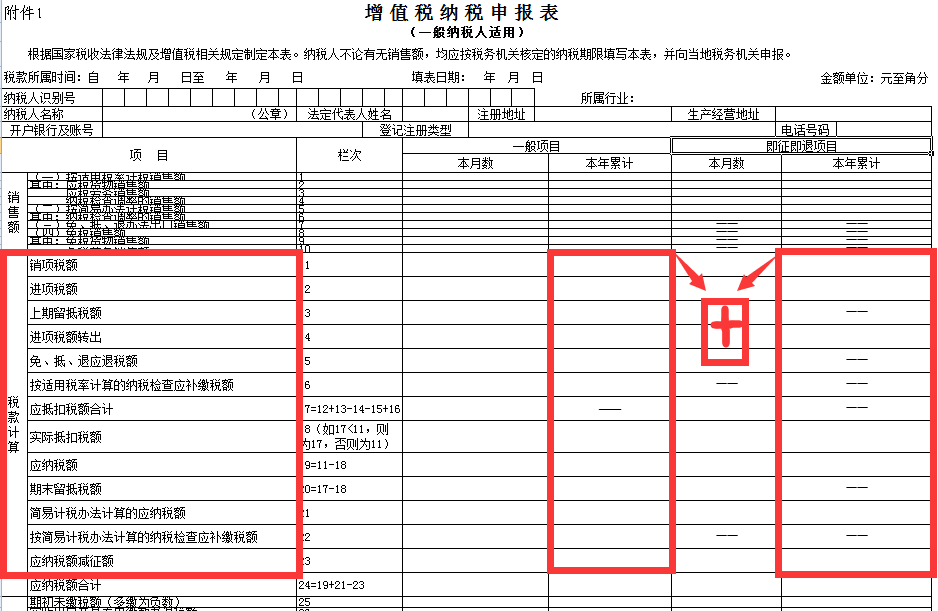 附件1
增值税纳税申报表
（一般纳税人适用）
根据国家税收法律法规及增值税相关规定制定本表。纳税人不论有无销售额，均应按税务机关核定的纳税期限填写本表，并向当地税务机关申报。
税款所属时间：自 年 月 日至 年 月 日 填表日期： 年 月 日 金额单位：元至角分
纳税人识别号 所属行业：
纳税人名称 （公章） 法定代表人姓名 注册地址 生产经营地址
开户银行及账号 登记注册类型 电话号码
项 目 栏次 一般项目 即征即退项目
本月数 本年累计 本月数 本年累计
销售额
（一）按适用税率计税销售额 1
其中：应税货物销售额 2
应税劳务销售额 3
纳税检查调整的销售额 4
（二）按简易办法计税销售额 5
其中：纳税检查调整的销售额 6
（三）免、抵、退办法出口销售额 7 —— ——
（四）免税销售额 8 —— ——
其中：免税货物销售额 9 —— ——
10 —— ——
税款计算
销项税额 1
进项税额 2
上期留抵税额 3 ——
进项税额转出 4
免、抵、退应退税额 5 ——
按适用税率计算的纳税检查应补缴税额 6 —— ——
应抵扣税额合计 7=12+13-14-15+16 —— ——
实际抵扣税额 8（如17<11，则
为17，否则为11）
应纳税额 9=11-18
期末留抵税额 20=17-18 ——
简易计税办法计算的应纳税额 21
按简易计税办法计算的纳税检查应补缴税额 22 —— ——
应纳税额减征额 23
应纳税额合计 24=19+21-23
期初未缴税额（多缴为负数） 25